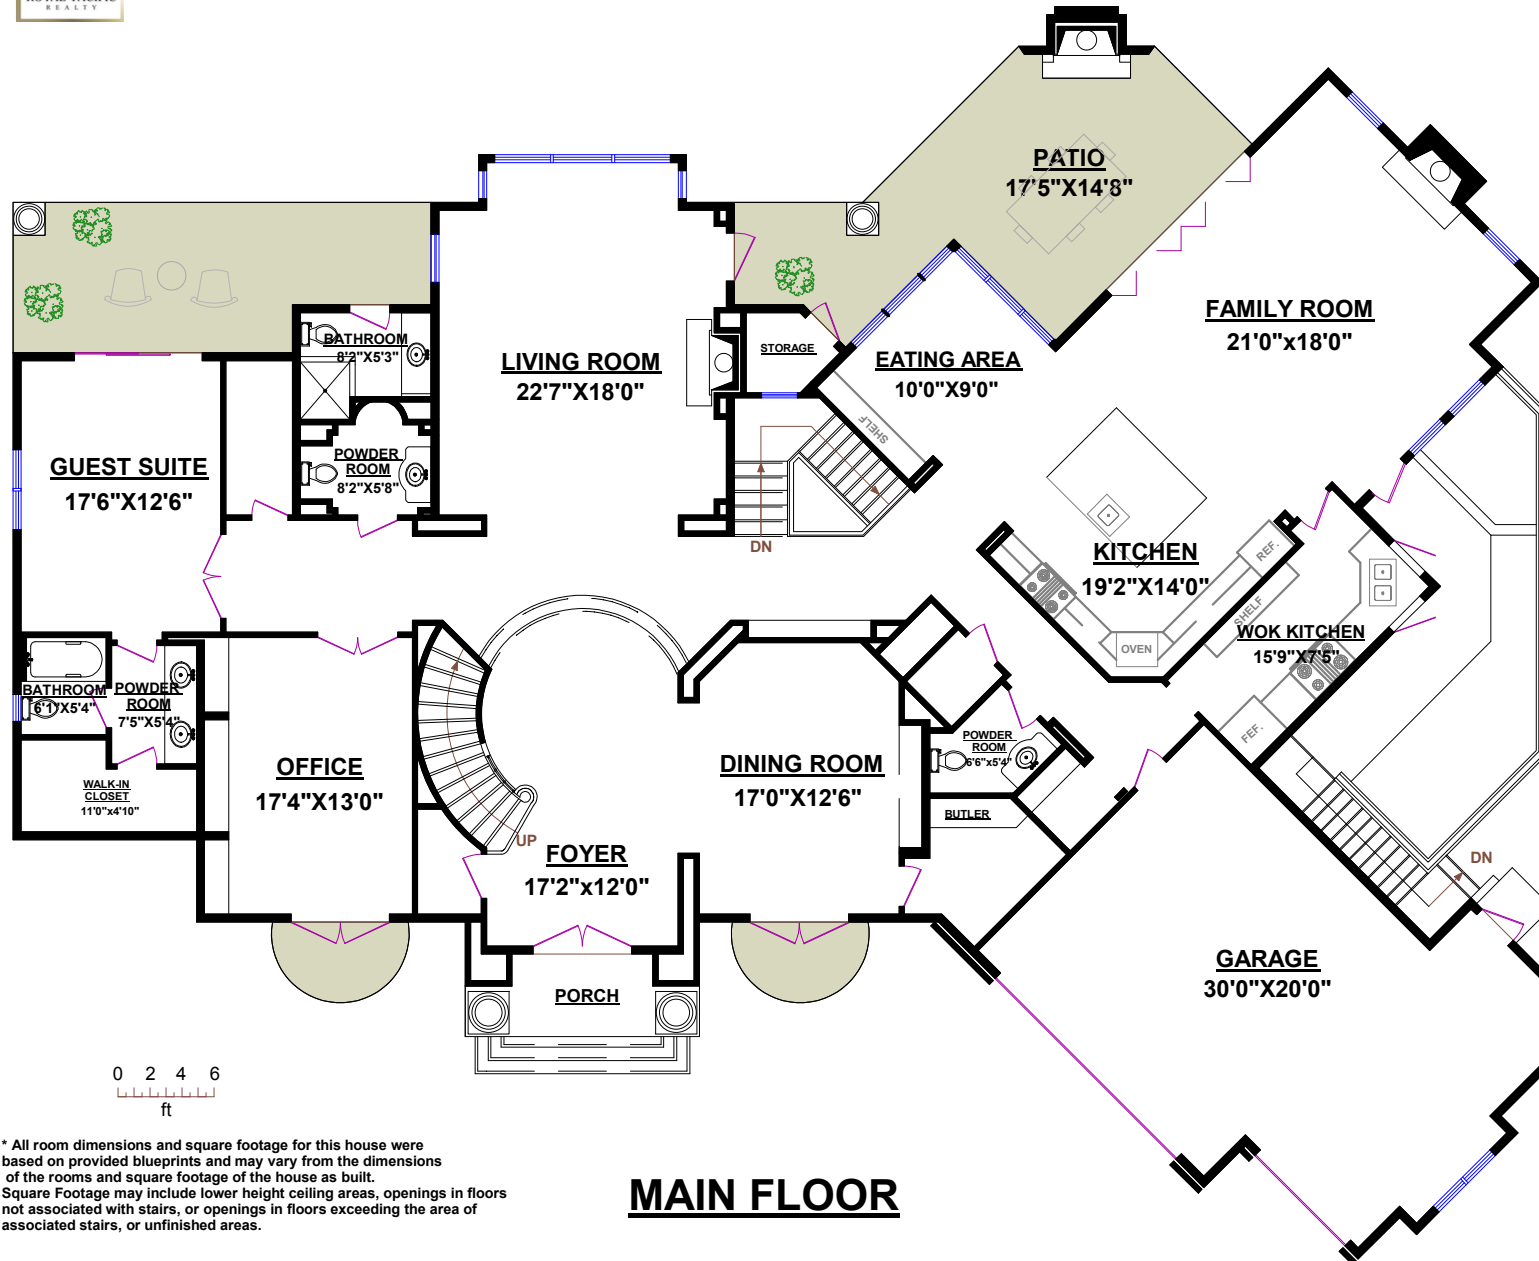 REALTY
PATIO
17'5"X14'8"
FAMILY ROOM
21'0"x18'0"
BATHROOM
8'2"X5'3"
LIVING ROOM
22'7"X18'0"
STORAGE
EATING AREA
10'0"X9'0"
SHELF
GUEST SUITE
17'6"X12'6"
POWDER
ROOM
8'2"X5'8"
DN
KITCHEN
19'2"X14'0"
REF.
SHELF
OVEN
WOK KITCHEN
15'9"X7'5"
FEF.
BATHROOM
6'1"X5'4"
POWDER
ROOM
7'5"X5'4"
WALK-IN
CLOSET
11'0"x4'10"
OFFICE
17'4"X13'0"
UP
FOYER
17'2"x12'0"
DINING ROOM
17'0"X12'6"
POWDER
ROOM
6'6"x5'4"
BUTLER
DN
GARAGE
30'0"X20'0"
PORCH
0 2 4 6
ft
* All room dimensions and square footage for this house were
based on provided blueprints and may vary from the dimensions
of the rooms and square footage of the house as built.
Square Footage may include lower height ceiling areas, openings in floors
not associated with stairs, or openings in floors exceeding the area of
associated stairs, or unfinished areas.
MAIN FLOOR